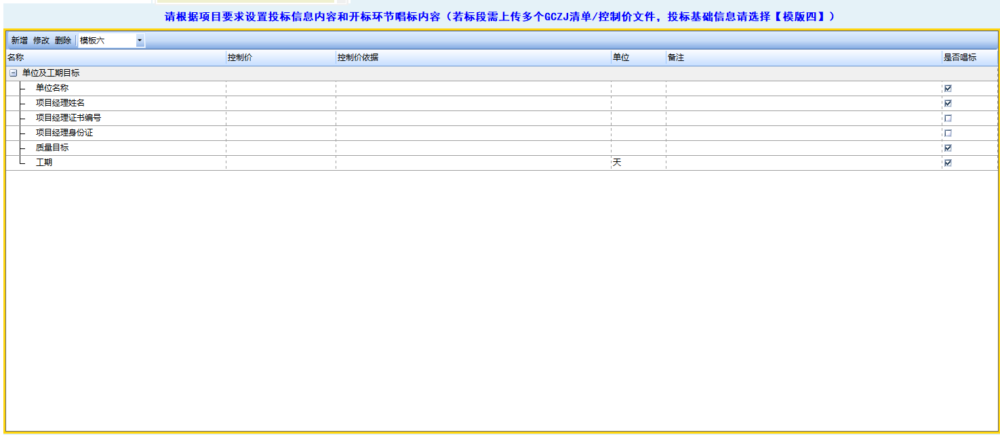 请根据项目要求设置投标信息内容和开标环节唱标内容（若标段需上传多个GCZJ清单/控制价文件，投标基础信息请选择【模版四】）
新增 修改 删除 模板六
名称 控制价 控制价依据 单位 备注 是否唱标
单位及工期目标
单位名称
项目经理姓名
项目经理证书编号
项目经理身份证
质量目标
工期 天